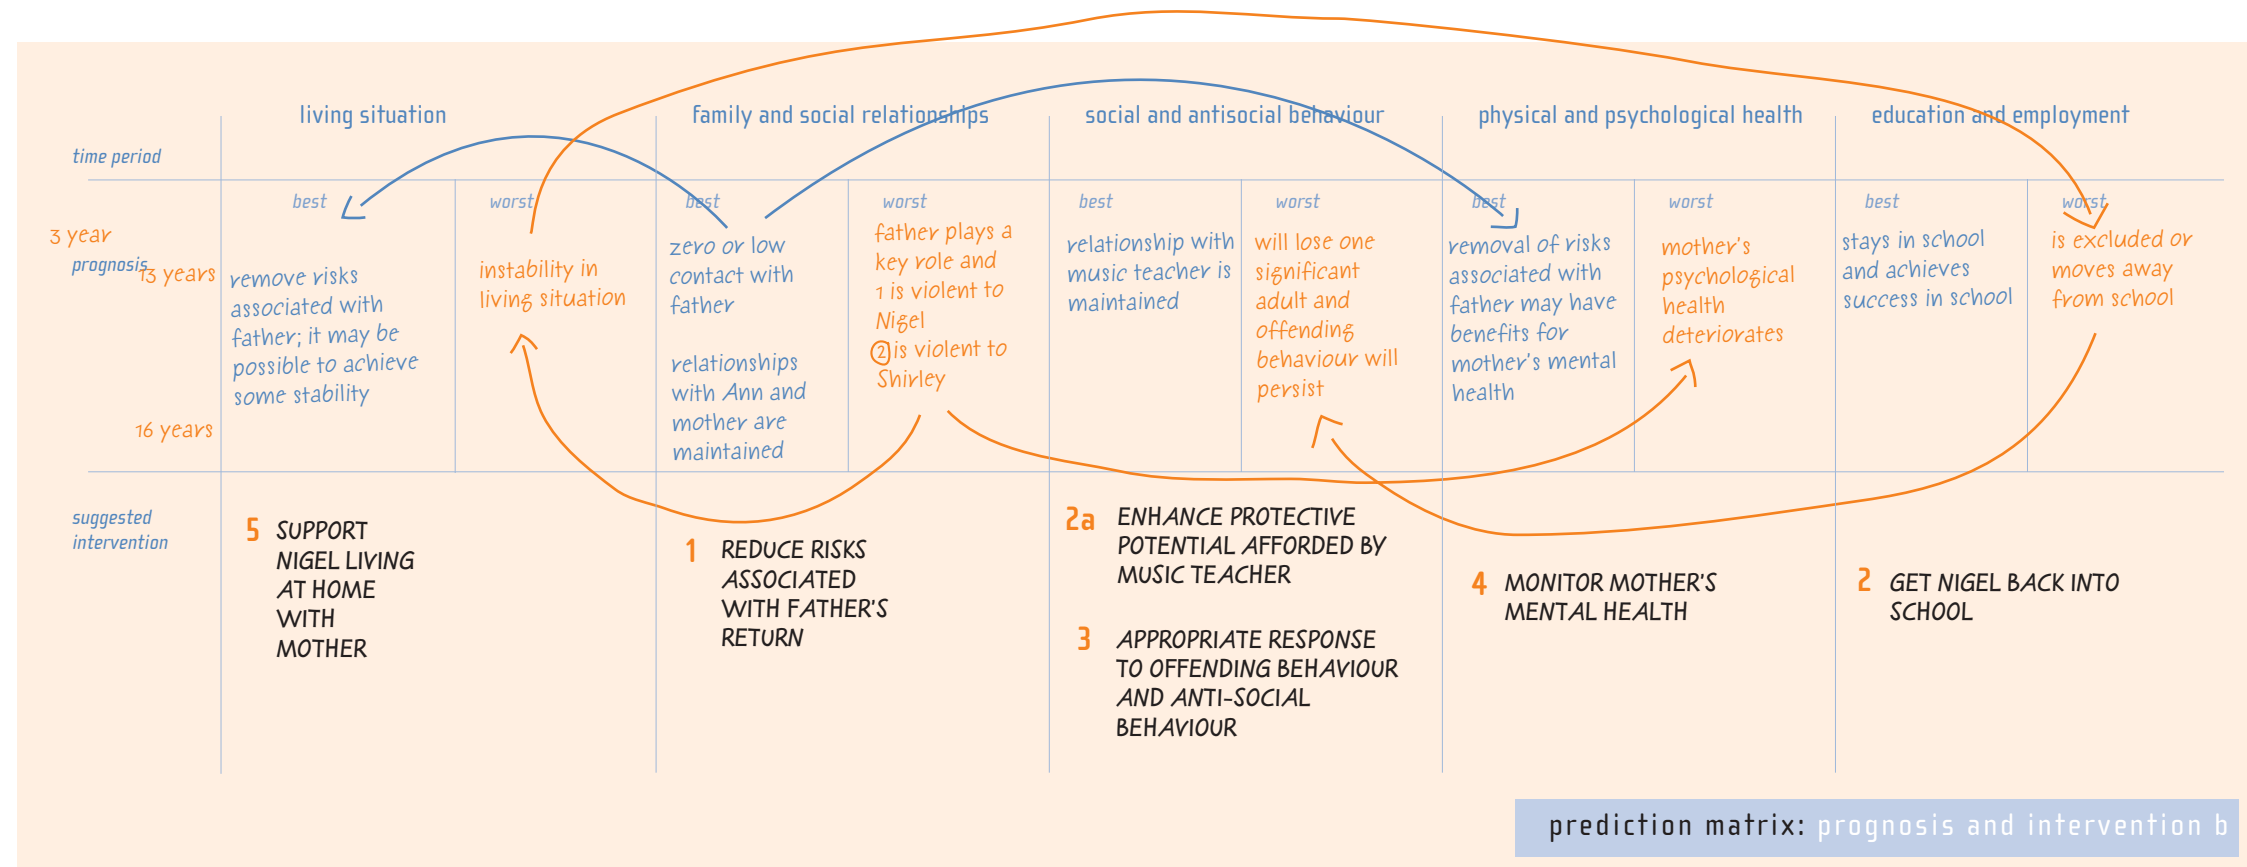 living situation
family and social relationships
social and antisocial behaviour
physical and psychological health
education and employment
time period
best
worst
best
worst
best
worst
best
worst
best
worst
3 year
prognosis
13 years
16 years
remove risks
associated with
father; it may be
possible to achieve
some stability
instability in
living situation
zero or low
contact with
father
relationships
with Ann and
mother are
maintained
father plays a
key role and
1 is violent to
Nigel
2 is violent to
Shirley
relationship with
music teacher is
maintained
will lose one
significant
adult and
offending
behaviour will
persist
removal of risks
associated with
father may have
benefits for
mother's mental
health
mother's
psychological
health
deteriorates
stays in school
and achieves
success in school
is excluded or
moves away
from school
suggested
intervention
5 SUPPORT
NIGEL LIVING
AT HOME
WITH
MOTHER
1 REDUCE RISKS
ASSOCIATED
WITH FATHER'S
RETURN
2a ENHANCE PROTECTIVE
POTENTIAL AFFORDED BY
MUSIC TEACHER
3 APPROPRIATE RESPONSE
TO OFFENDING BEHAVIOUR
AND ANTI-SOCIAL
BEHAVIOUR
4 MONITOR MOTHER'S
MENTAL HEALTH
2 GET NIGEL BACK INTO
SCHOOL
prediction matrix: prognosis and intervention b